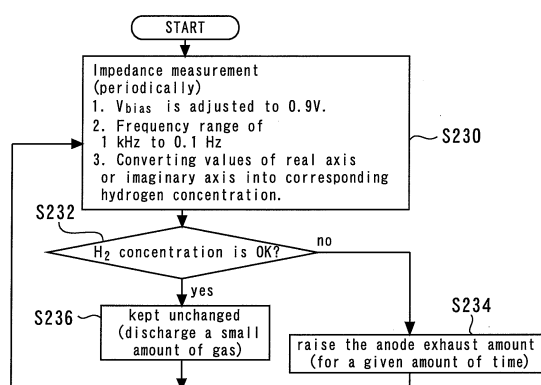 START
Impedance measurement
(periodically)
1. Vbias is adjusted to 0.9V.
2. Frequency range of
1 kHz to 0.1 Hz
3. Converting values of real axis
or imaginary axis into corresponding
hydrogen concentration.
S230
S232
H2 concentration is OK?
no
yes
S236
kept unchanged
(discharge a small
amount of gas)
S234
raise the anode exhaust amount
(for a given amount of time)